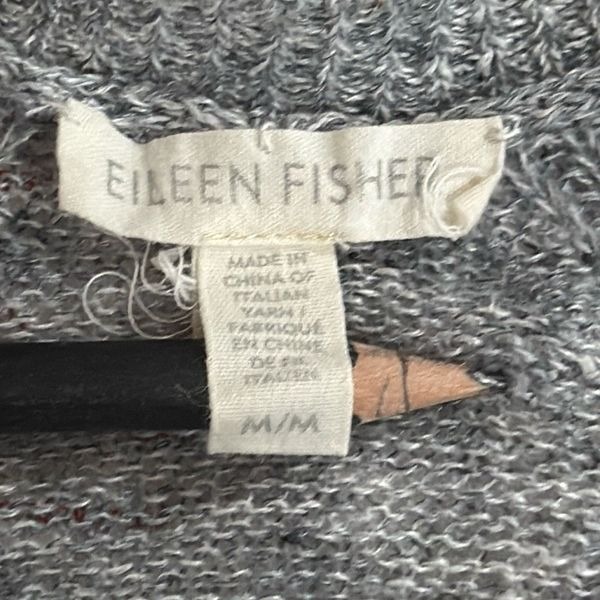 EILEEN FISHER
MADE IN
CHINA OF
ITALIAN
YARN /
FABRIQUÉ
EN CHINE
DE FIL
ITALIEN
M/M